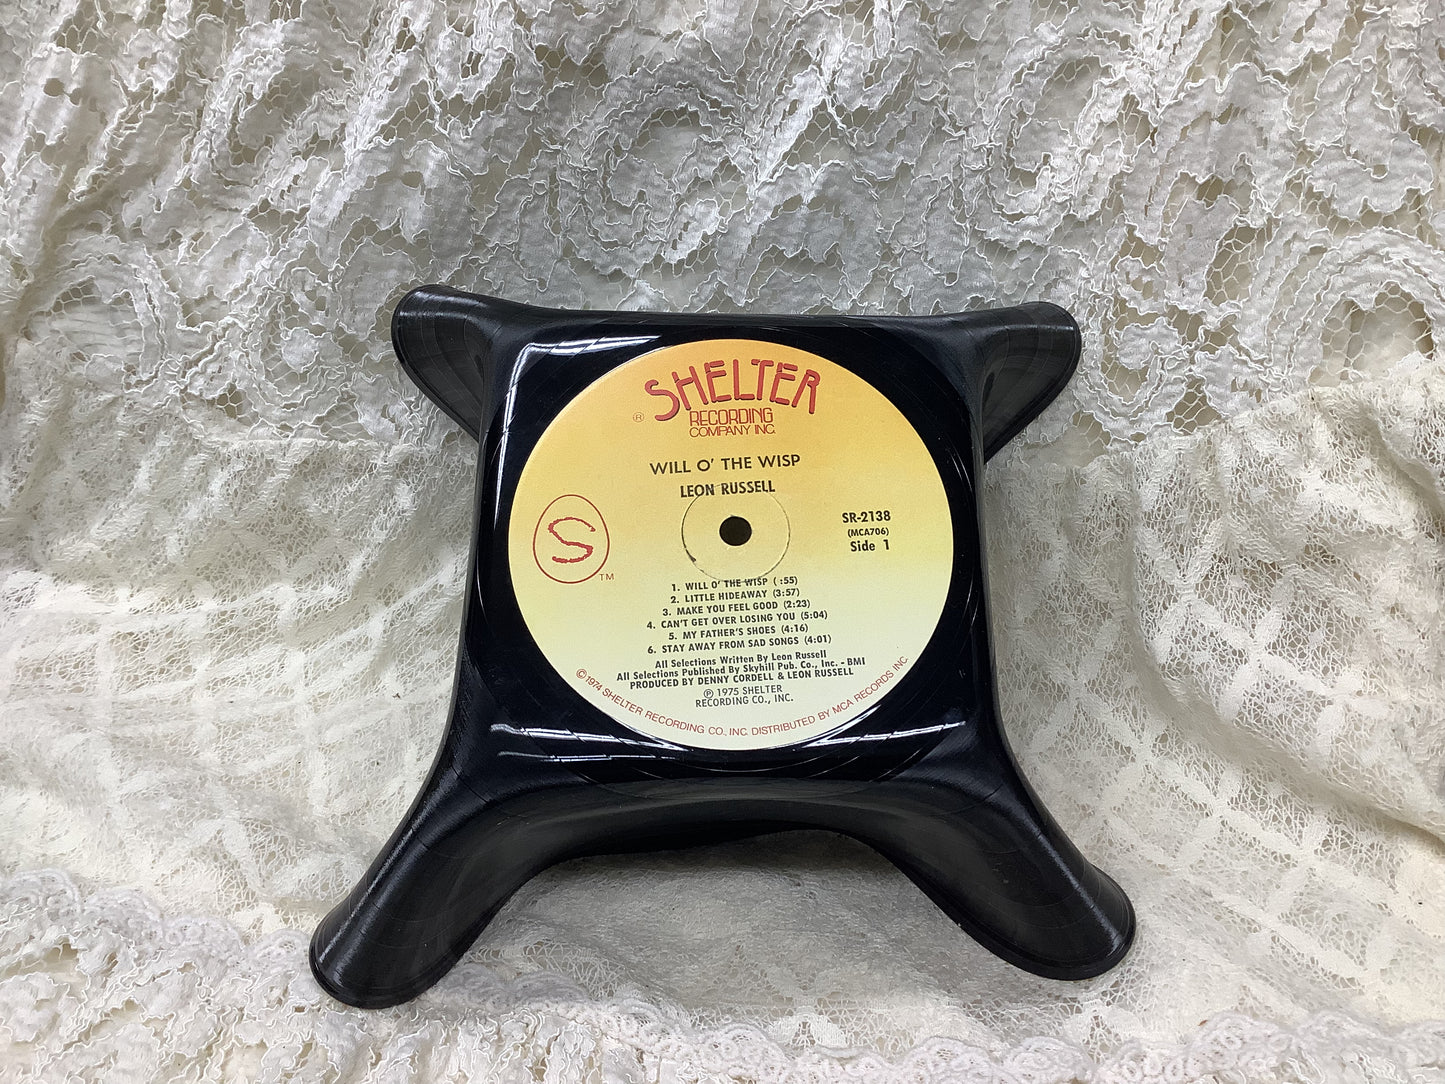 SHELTER
® RECORDING
COMPANY INC.
WILL O' THE WISP
LEON RUSSELL
SR-2138
(MCA706)
Side 1
S TM
1. WILL O' THE WISP ( :55)
2. LITTLE HIDEAWAY (3:57)
3. MAKE YOU FEEL GOOD (2:23)
4. CAN'T GET OVER LOSING YOU (5:04)
5. MY FATHER'S SHOES (4:16)
6. STAY AWAY FROM SAD SONGS (4:01)
All Selections Written By Leon Russell
All Selections Published By Skyhill Pub. Co., Inc. - BMI
PRODUCED BY DENNY CORDELL & LEON RUSSELL
℗ 1975 SHELTER
RECORDING CO., INC.
©1974 SHELTER RECORDING CO., INC. DISTRIBUTED BY MCA RECORDS INC.